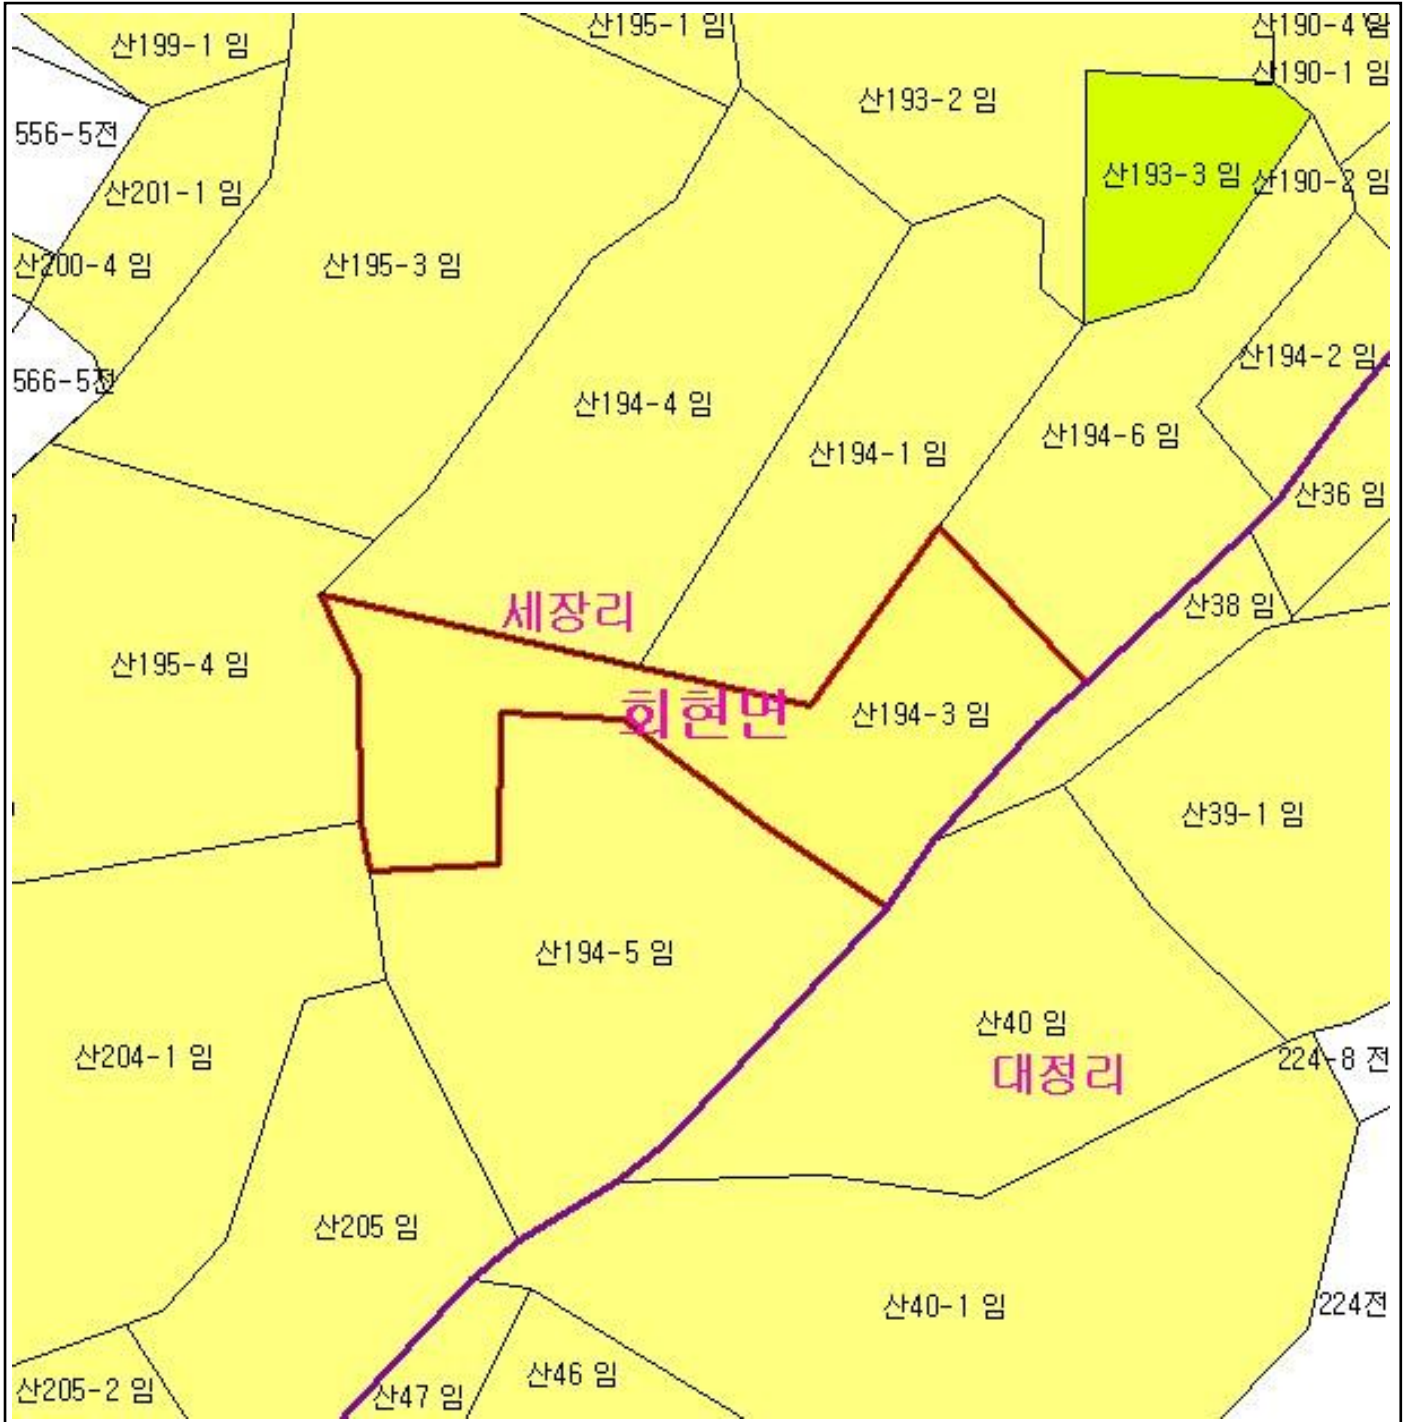 산195-1 임
산190-4 임
산199-1 임
산190-1 임
산193-2 임
556-5전
산193-3 임
산190-2 임
산201-1 임
산200-4 임
산195-3 임
산194-2 임
566-5전
산194-4 임
산194-6 임
산194-1 임
산36 임
세장리
산38 임
산195-4 임
회현면
산194-3 임
산39-1 임
산194-5 임
산40 임
산204-1 임
224-8 전
대정리
산205 임
산40-1 임
224전
산46 임
산205-2 임
산47 임